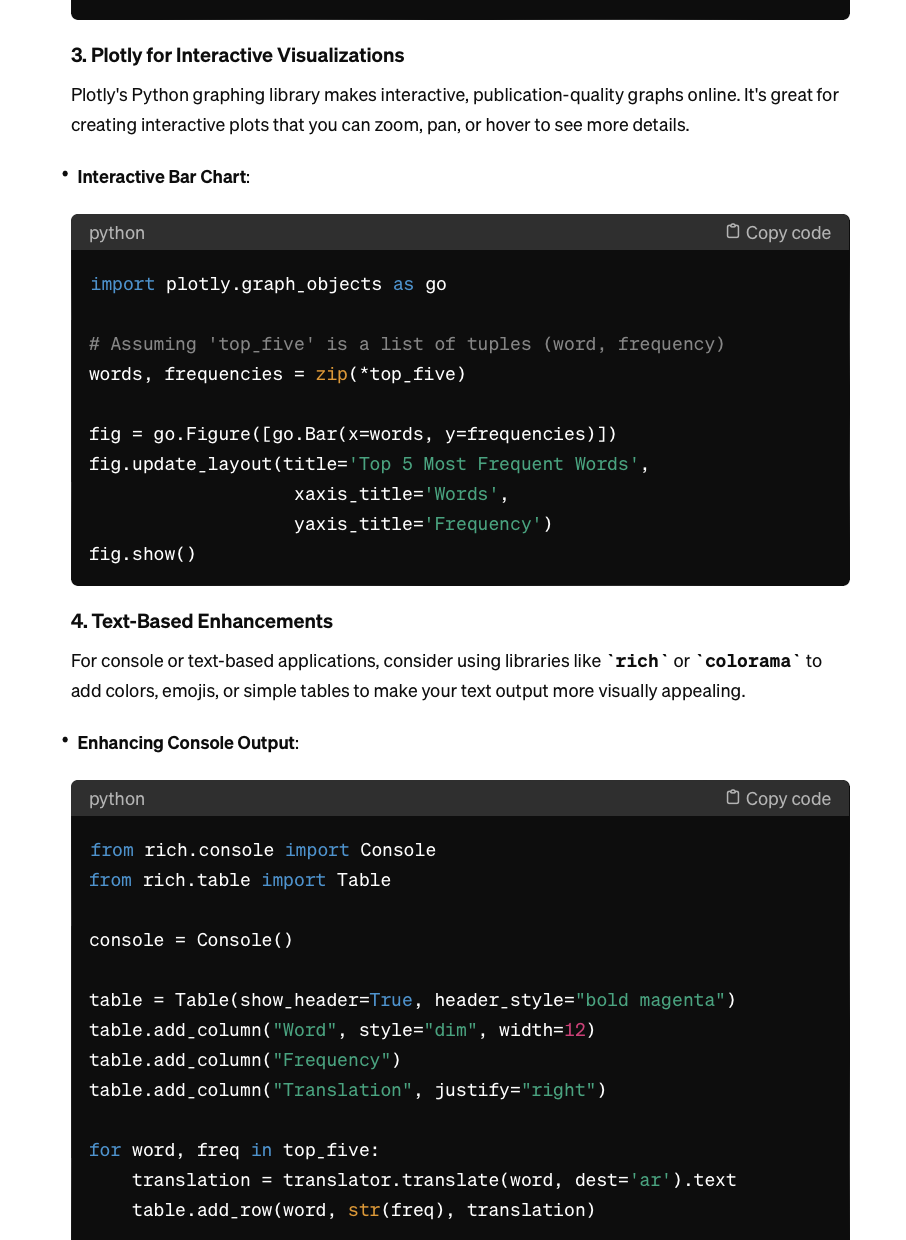 3. Plotly for Interactive Visualizations
Plotly's Python graphing library makes interactive, publication-quality graphs online. It's great for
creating interactive plots that you can zoom, pan, or hover to see more details.
• Interactive Bar Chart:
python Copy code
import plotly.graph_objects as go
# Assuming 'top_five' is a list of tuples (word, frequency)
words, frequencies = zip(*top_five)
fig = go.Figure([go.Bar(x=words, y=frequencies)])
fig.update_layout(title='Top 5 Most Frequent Words',
                   xaxis_title='Words',
                   yaxis_title='Frequency')
fig.show()
4. Text-Based Enhancements
For console or text-based applications, consider using libraries like `rich` or `colorama` to
add colors, emojis, or simple tables to make your text output more visually appealing.
• Enhancing Console Output:
python Copy code
from rich.console import Console
from rich.table import Table
console = Console()
table = Table(show_header=True, header_style="bold magenta")
table.add_column("Word", style="dim", width=12)
table.add_column("Frequency")
table.add_column("Translation", justify="right")
for word, freq in top_five:
    translation = translator.translate(word, dest='ar').text
    table.add_row(word, str(freq), translation)